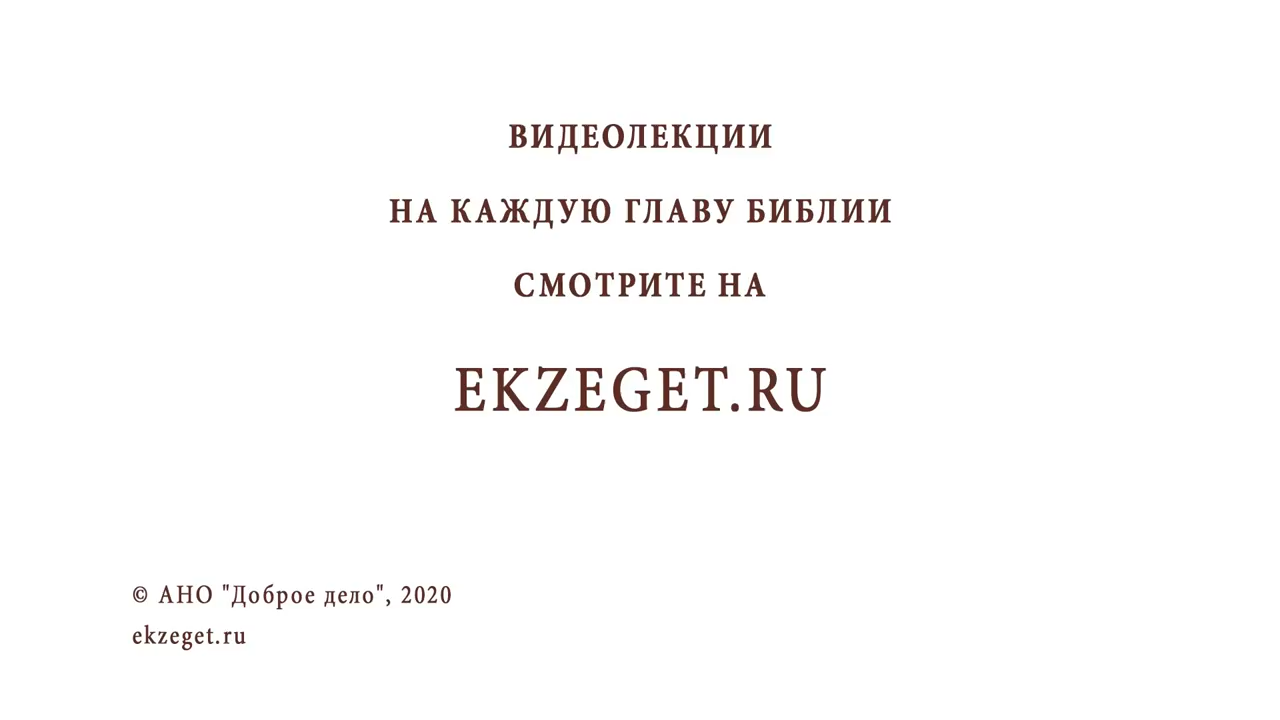 ВИДЕОЛЕКЦИИ
НА КАЖДУЮ ГЛАВУ БИБЛИИ
СМОТРИТЕ НА
EKZEGET.RU
© АНО "Доброе дело", 2020
ekzeget.ru